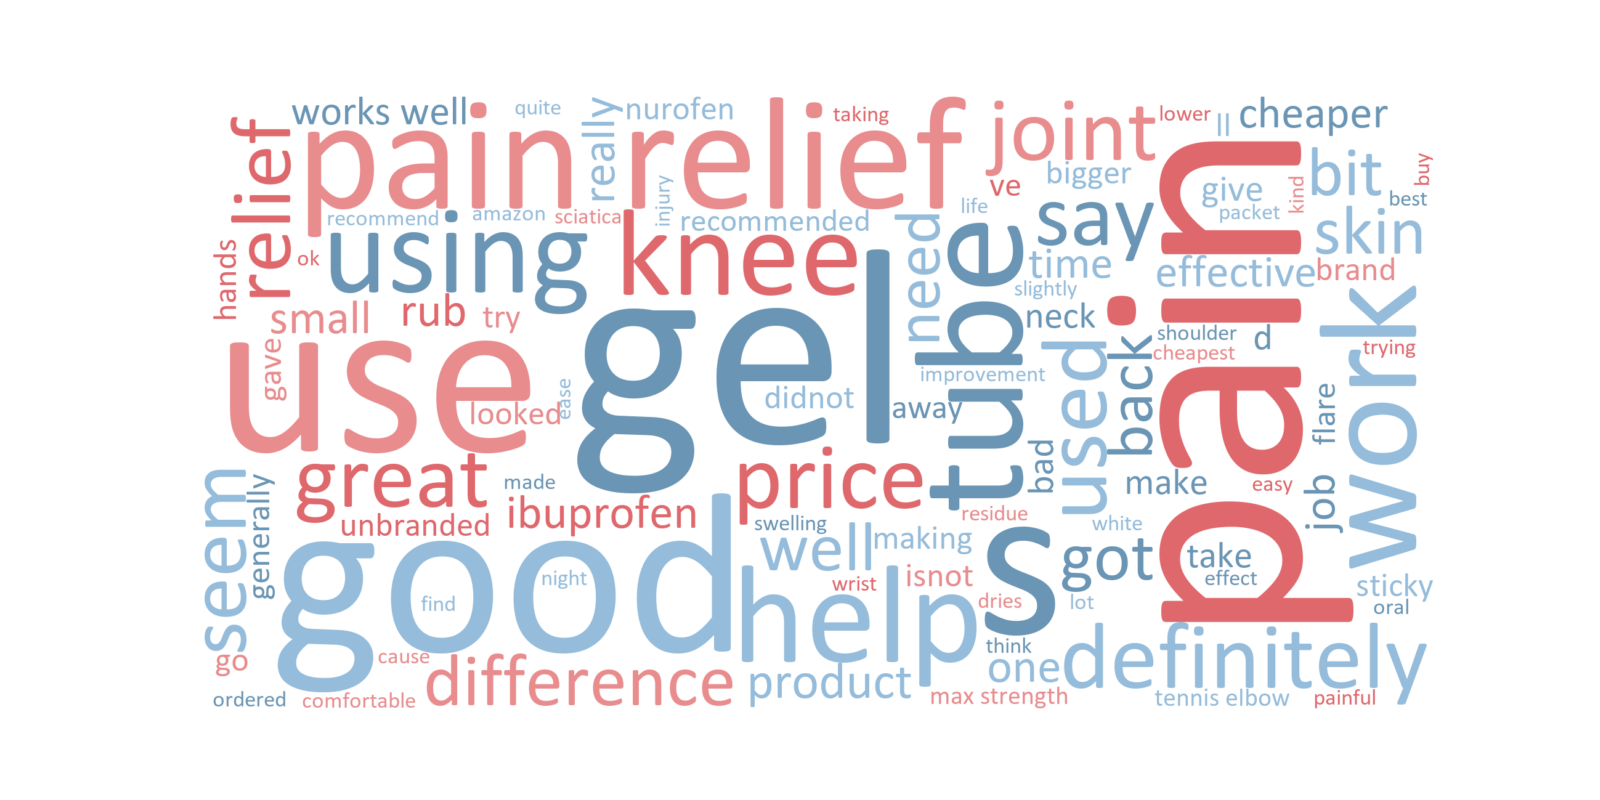 works well
quite
really
nurofen
taking
joint
lower
ll
cheaper
relief
pain relief
ve
bigger
pain
give
kind
bit
buy
best
packet
recommend
amazon
sciatica
injury
recommended
need
life
say
skin
hands
ok
using
knee
tube
time
effective
brand
slightly
small
rub
try
gel
neck
shoulder
d
work
gave
use
looked
ease
didnot
away
improvement
used
back
cheapest
trying
flare
great
made
price
bad
make
easy
job
seem
generally
unbranded
ibuprofen
swelling
residue
white
well
making
s
got
take
effect
good
night
find
help
wrist
isnot
dries
lot
sticky
oral
go
cause
think
one
definitely
ordered
comfortable
difference
product
max strength
tennis elbow
painful